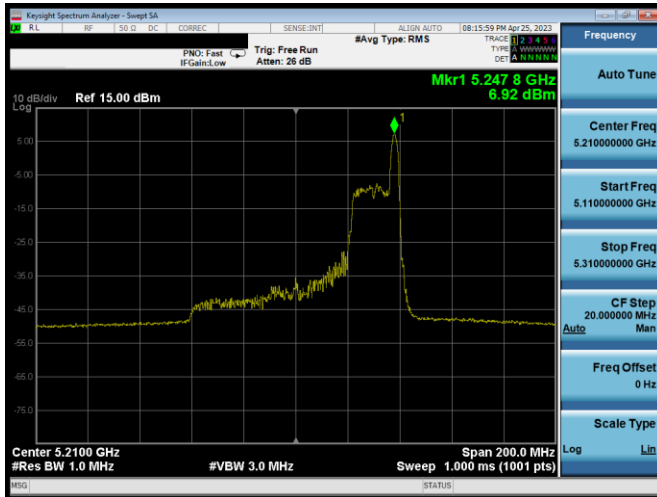 Keysight Spectrum Analyzer - Swept SA
RL RF 50 Ω DC CORREC SENSE:INT ALIGN AUTO 08:15:59 PM Apr 25, 2023
#Avg Type: RMS TRACE 1 2 3 4 5 6
PNO: Fast Trig: Free Run TYPE A WWWWW
IFGain:Low Atten: 26 dB DET A N N N N N
Mkr1 5.247 8 GHz
6.92 dBm
10 dB/div Ref 15.00 dBm
Log
1
5.00
-5.00
-15.0
-25.0
-35.0
-45.0
-55.0
-65.0
-75.0
Center 5.2100 GHz Span 200.0 MHz
#Res BW 1.0 MHz #VBW 3.0 MHz Sweep 1.000 ms (1001 pts)
MSG STATUS
Frequency
Auto Tune
Center Freq
5.210000000 GHz
Start Freq
5.110000000 GHz
Stop Freq
5.310000000 GHz
CF Step
20.000000 MHz
Auto Man
Freq Offset
0 Hz
Scale Type
Log Lin